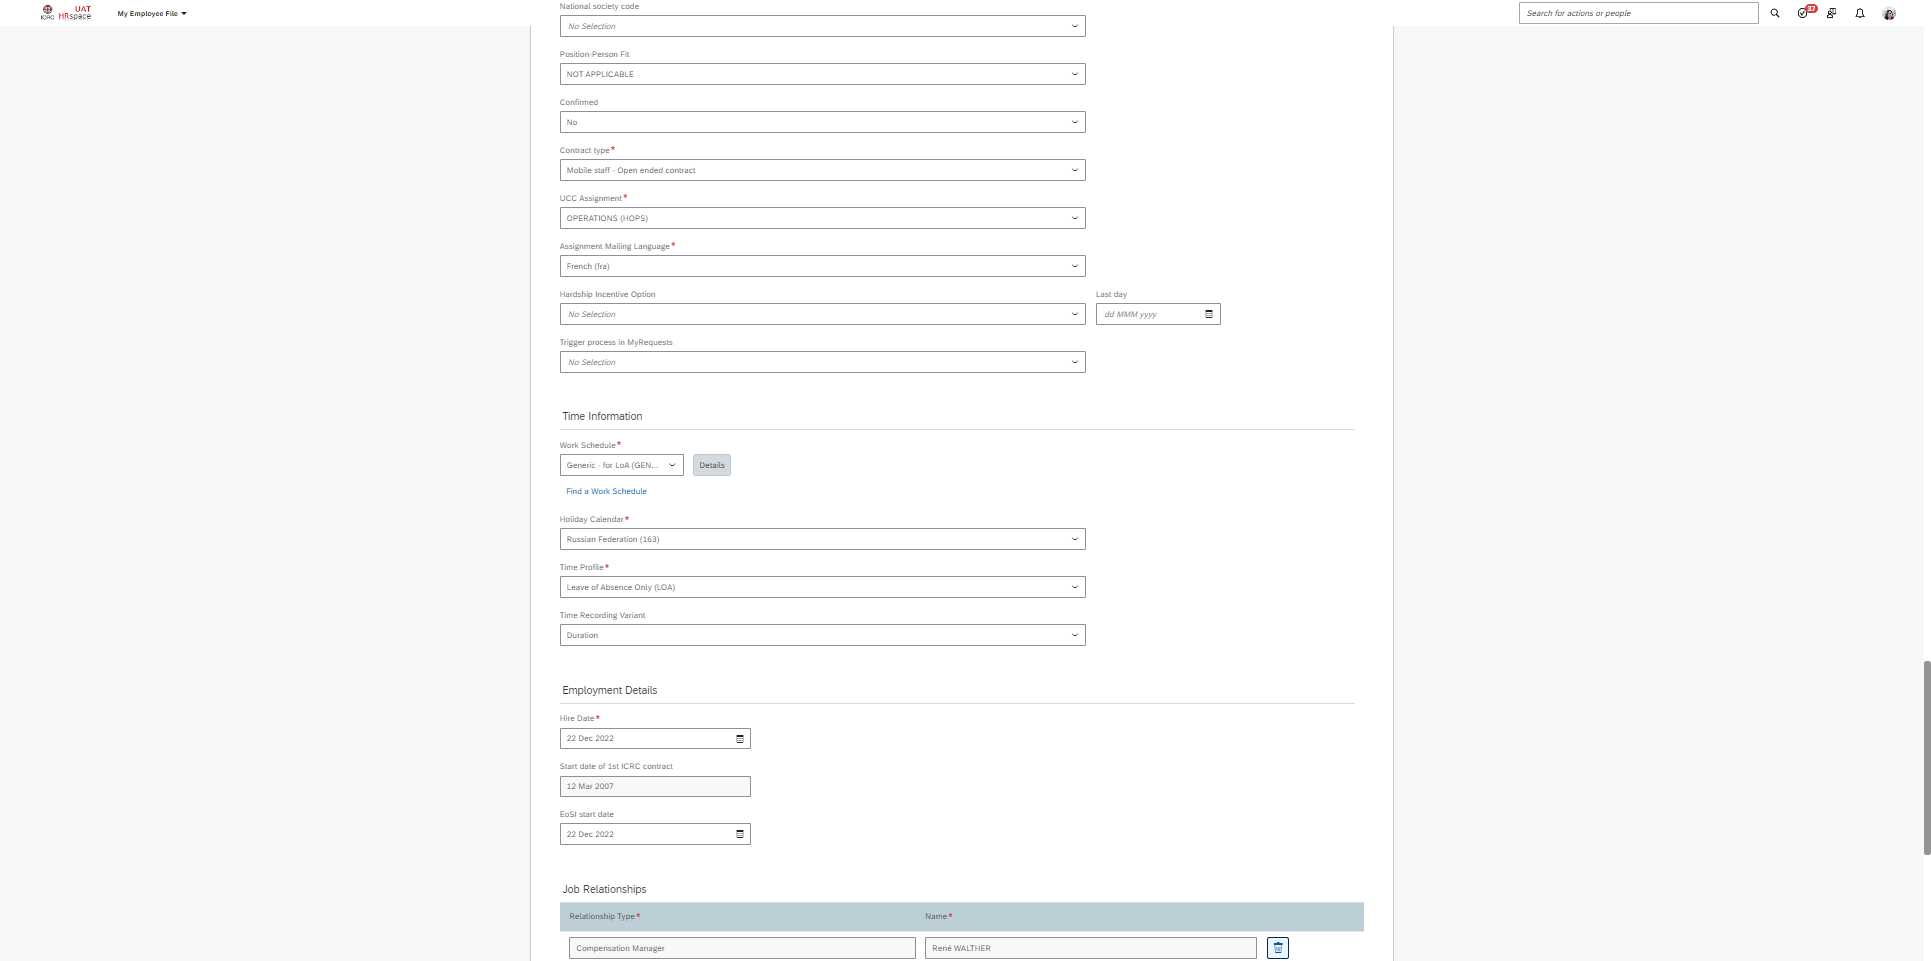 ICRC
UAT
HRspace
My Employee File
Search for actions or people
37
National society code
No Selection
Position-Person Fit
NOT APPLICABLE
Confirmed
No
Contract type*
Mobile staff - Open ended contract
UCC Assignment*
OPERATIONS (HOPS)
Assignment Mailing Language*
French (fra)
Hardship Incentive Option
Last day
No Selection
dd MMM yyyy
Trigger process in MyRequests
No Selection
Time Information
Work Schedule*
Generic - for LoA (GEN...
Details
Find a Work Schedule
Holiday Calendar*
Russian Federation (163)
Time Profile*
Leave of Absence Only (LOA)
Time Recording Variant
Duration
Employment Details
Hire Date*
22 Dec 2022
Start date of 1st ICRC contract
12 Mar 2007
EoSI start date
22 Dec 2022
Job Relationships
Relationship Type*
Name*
Compensation Manager
René WALTHER